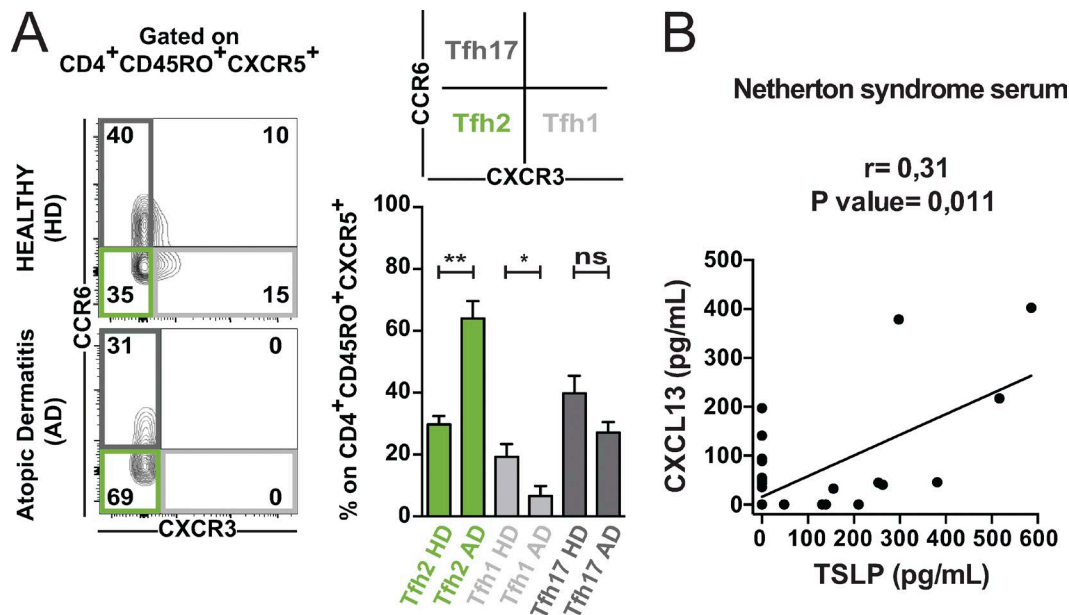 A
Gated on
CD4+CD45RO+CXCR5+
HEALTHY
(HD)
40
10
35
15
Atopic Dermatitis
(AD)
31
0
69
0
CCR6
CXCR3
CCR6
Tfh17
Tfh2
Tfh1
CXCR3
% on CD4+CD45RO+CXCR5+
100
80
60
40
20
0
**
*
ns
Tfh2 HD
Tfh2 AD
Tfh1 HD
Tfh1 AD
Tfh17 HD
Tfh17 AD
B
Netherton syndrome serum
r= 0,31
P value= 0,011
CXCL13 (pg/mL)
500
400
300
200
100
0
0 100 200 300 400 500 600
TSLP (pg/mL)